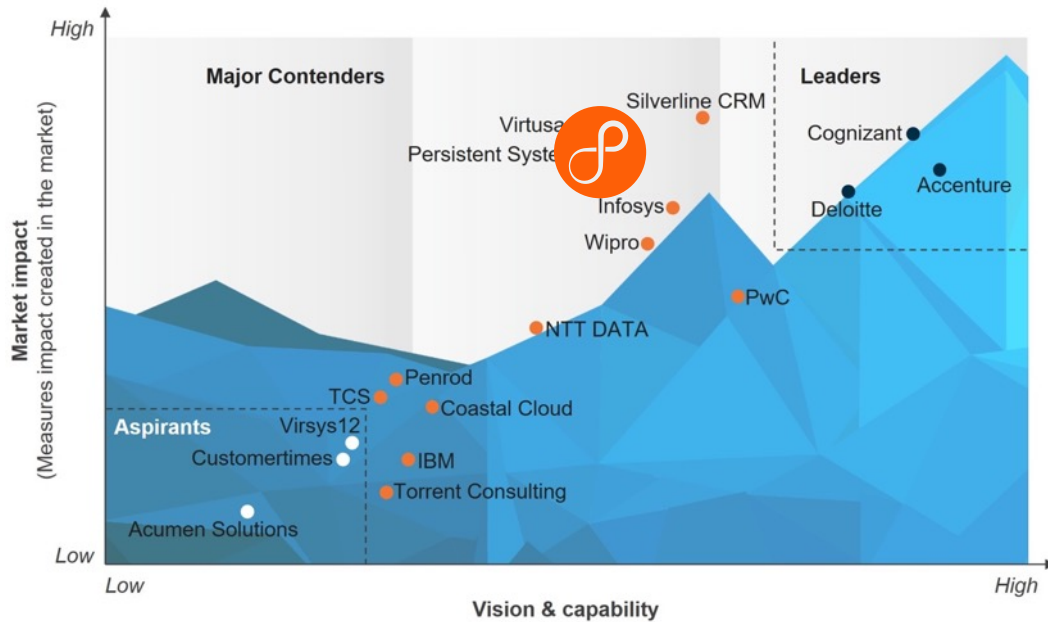 High
Major Contenders
Leaders
Silverline CRM
Virtusa
Cognizant
Persistent
Accenture
Infosys
Deloitte
Wipro
PwC
NTT DATA
Penrod
TCS
Coastal Cloud
Aspirants
Virsys12
Customertimes
IBM
Torrent Consulting
Acumen Solutions
Market impact
(Measures impact created in the market)
Low
Low
High
Vision & capability